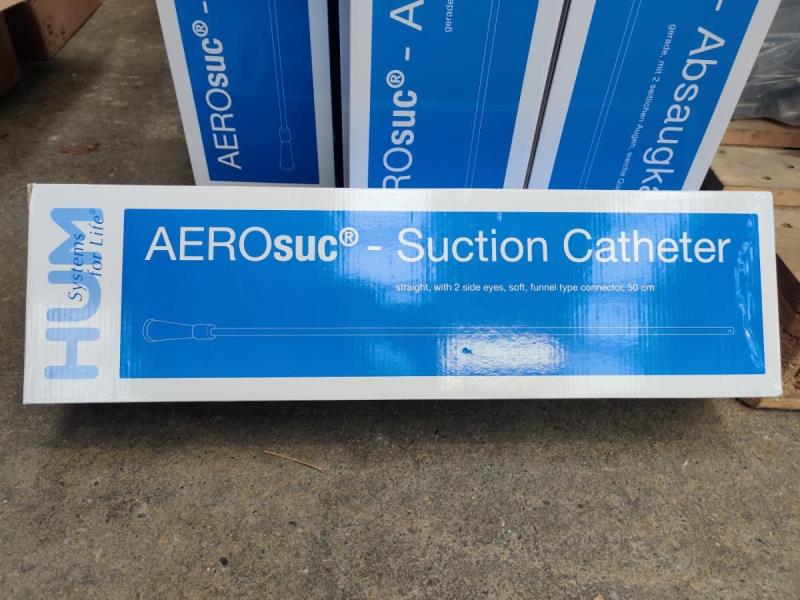 AEROsuc® -
gerade
AEROsuc® - A
- Absaugka
gerade, mit 2 seitlichen Augen, weiche
HUM
Systems
for Life®
AEROsuc® - Suction Catheter
straight, with 2 side eyes, soft, funnel type connector, 50 cm